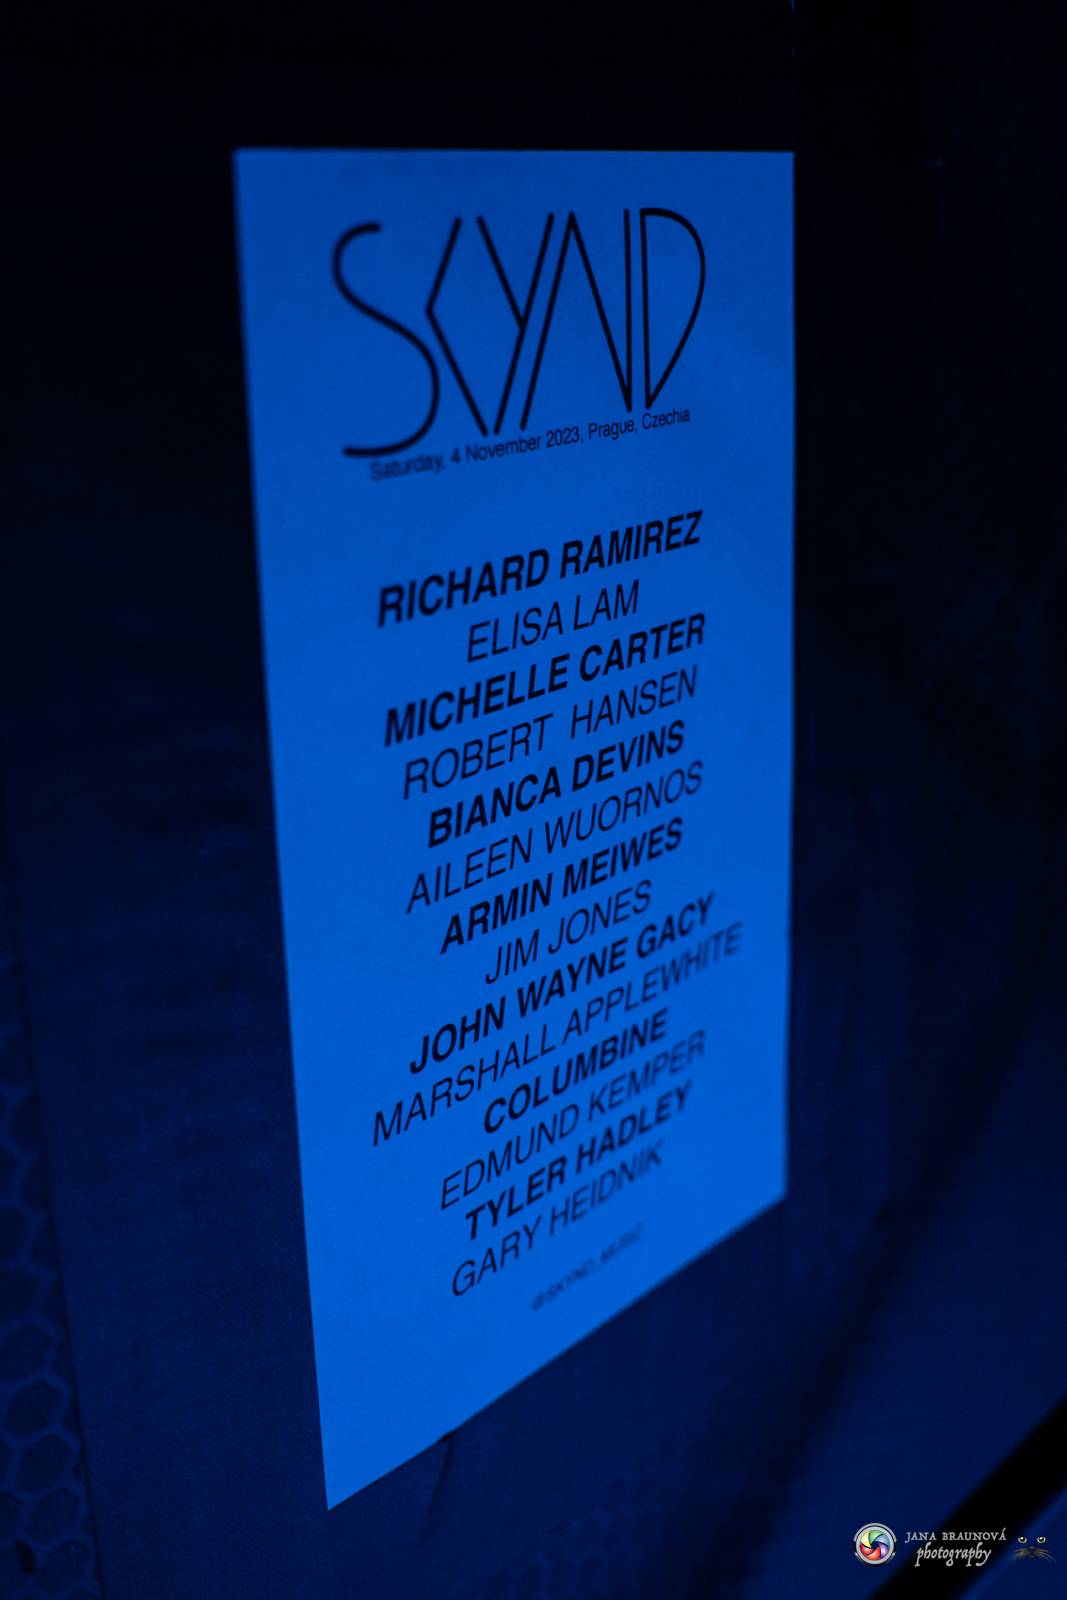 SKYND
Saturday, 4 November 2023, Prague, Czechia
RICHARD RAMIREZ
ELISA LAM
MICHELLE CARTER
ROBERT HANSEN
BIANCA DEVINS
AILEEN WUORNOS
ARMIN MEIWES
JIM JONES
JOHN WAYNE GACY
MARSHALL APPLEWHITE
COLUMBINE
EDMUND KEMPER
TYLER HADLEY
GARY HEIDNIK
@SKYND_MUSIC
JANA BRAUNOVÁ
photography